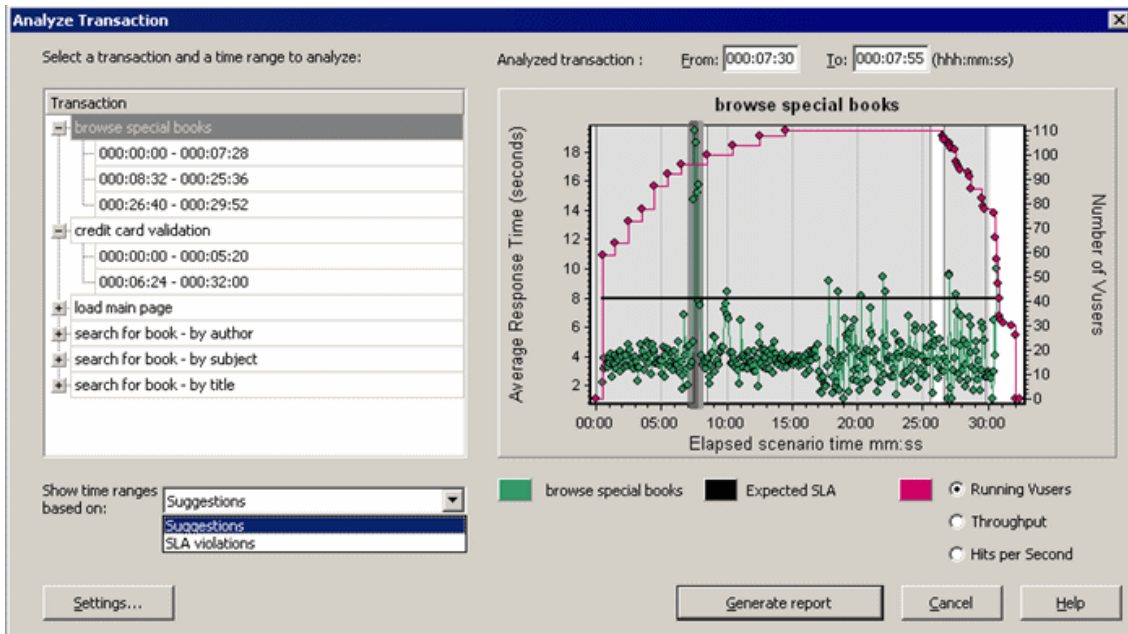 Analyze Transaction
Select a transaction and a time range to analyze:
Analyzed transaction : From: 000:07:30 To: 000:07:55 (hhh:mm:ss)
Transaction
browse special books
000:00:00 - 000:07:28
000:08:32 - 000:25:36
000:26:40 - 000:29:52
credit card validation
000:00:00 - 000:05:20
000:06:24 - 000:32:00
load main page
search for book - by author
search for book - by subject
search for book - by title
browse special books
Average Response Time (seconds)
18
16
14
12
10
8
6
4
2
110
100
90
80
70
60
50
40
30
20
10
0
Number of Vusers
00:00 05:00 10:00 15:00 20:00 25:00 30:00
Elapsed scenario time mm:ss
Show time ranges
based on:
Suggestions
Suggestions
SLA violations
browse special books Expected SLA Running Vusers
Throughput
Hits per Second
Settings... Generate report Cancel Help